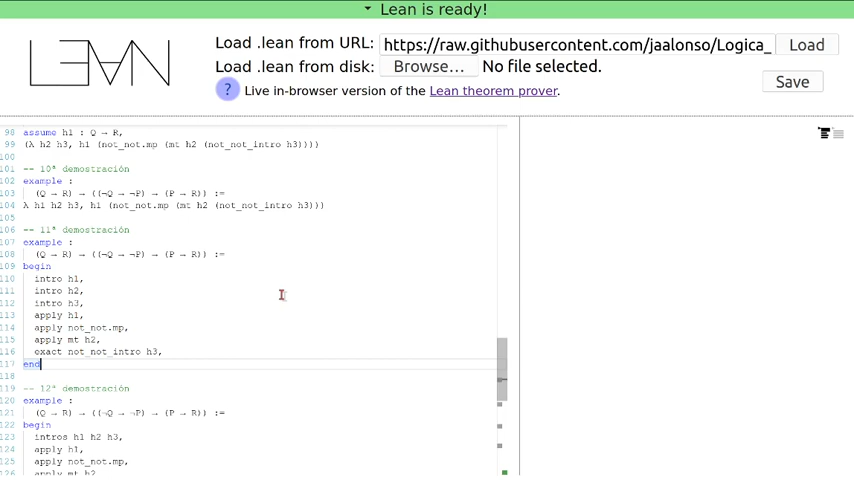 Lean is ready!
LEAN
Load .lean from URL: https://raw.githubusercontent.com/jaalonso/Logica_ Load
Load .lean from disk: Browse... No file selected.
? Live in-browser version of the Lean theorem prover.
Save
98 assume h1 : Q → R,
99 (λ h2 h3, h1 (not_not.mp (mt h2 (not_not_intro h3))))
100
101 -- 10ª demostración
102 example :
103 (Q → R) → ((¬Q → ¬P) → (P → R)) :=
104 λ h1 h2 h3, h1 (not_not.mp (mt h2 (not_not_intro h3)))
105
106 -- 11ª demostración
107 example :
108 (Q → R) → ((¬Q → ¬P) → (P → R)) :=
109 begin
110 intro h1,
111 intro h2,
112 intro h3,
113 apply h1,
114 apply not_not.mp,
115 apply mt h2,
116 exact not_not_intro h3,
117 end
118
119 -- 12ª demostración
120 example :
121 (Q → R) → ((¬Q → ¬P) → (P → R)) :=
122 begin
123 intros h1 h2 h3,
124 apply h1,
125 apply not_not.mp,
126 apply mt h2